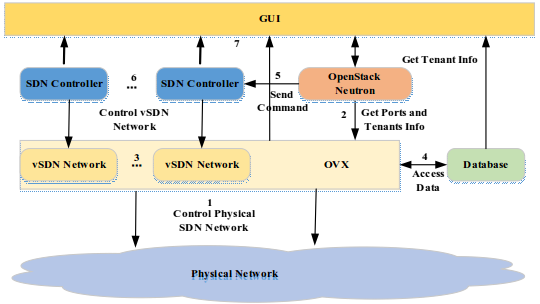 GUI
7
Get Tenant Info
SDN Controller
6
...
SDN Controller
5
Send
Command
OpenStack
Neutron
Control vSDN
Network
2
Get Ports and
Tenants Info
vSDN Network
3
...
vSDN Network
OVX
4
Access
Data
Database
1
Control Physical
SDN Network
Physical Network